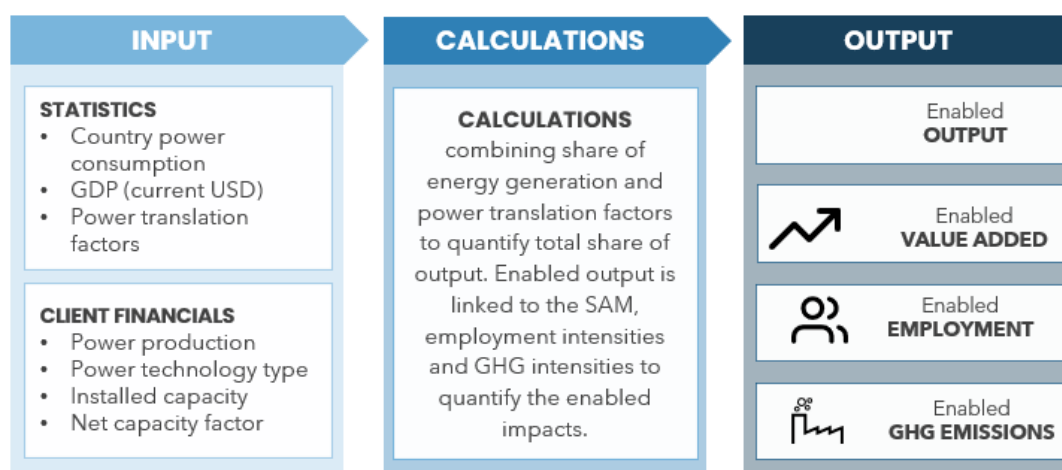 INPUT
STATISTICS
• Country power
consumption
• GDP (current USD)
• Power translation
factors
CLIENT FINANCIALS
• Power production
• Power technology type
• Installed capacity
• Net capacity factor
CALCULATIONS
CALCULATIONS
combining share of
energy generation and
power translation factors
to quantify total share of
output. Enabled output is
linked to the SAM,
employment intensities
and GHG intensities to
quantify the enabled
impacts.
OUTPUT
Enabled
OUTPUT
Enabled
VALUE ADDED
Enabled
EMPLOYMENT
Enabled
GHG EMISSIONS